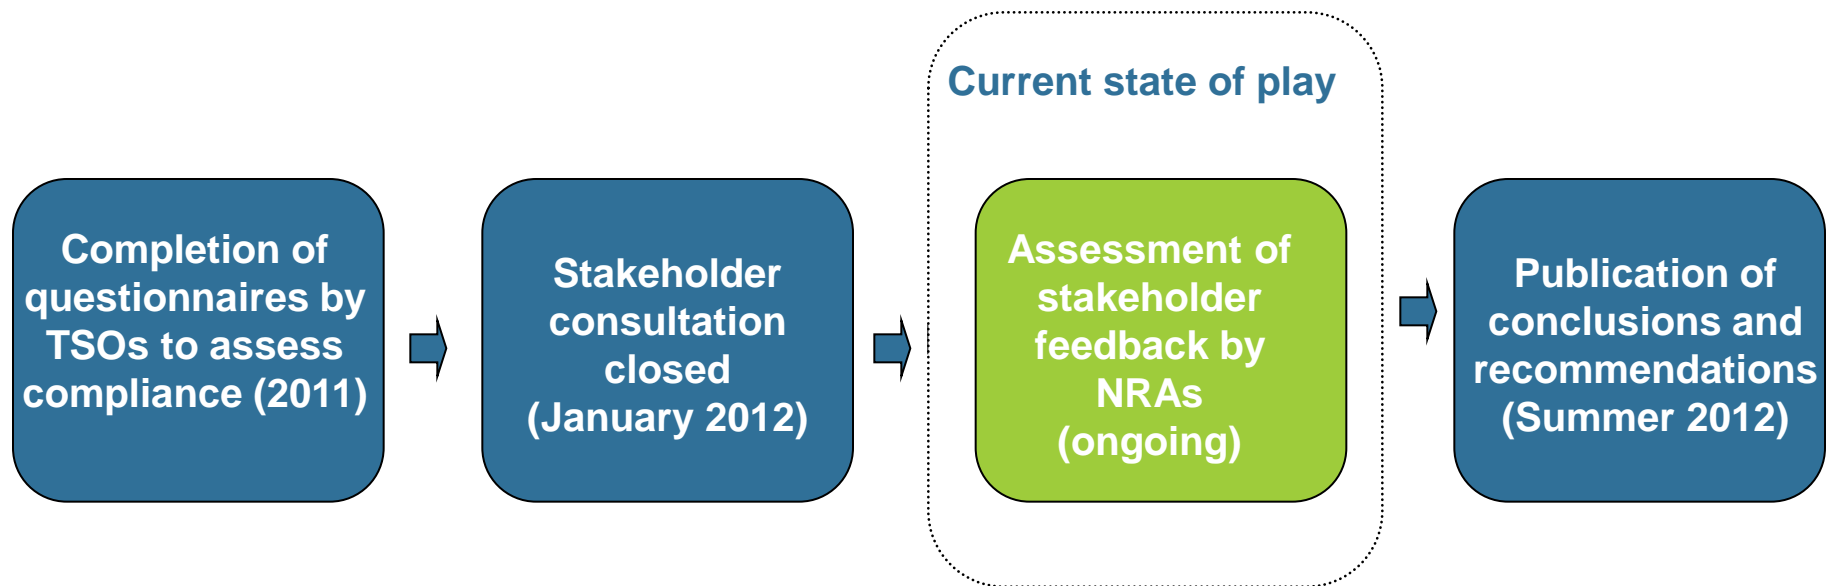 Current state of play
Completion of
questionnaires by
TSOs to assess
compliance (2011)
Stakeholder
consultation
closed
(January 2012)
Assessment of
stakeholder
feedback by
NRAs
(ongoing)
Publication of
conclusions and
recommendations
(Summer 2012)